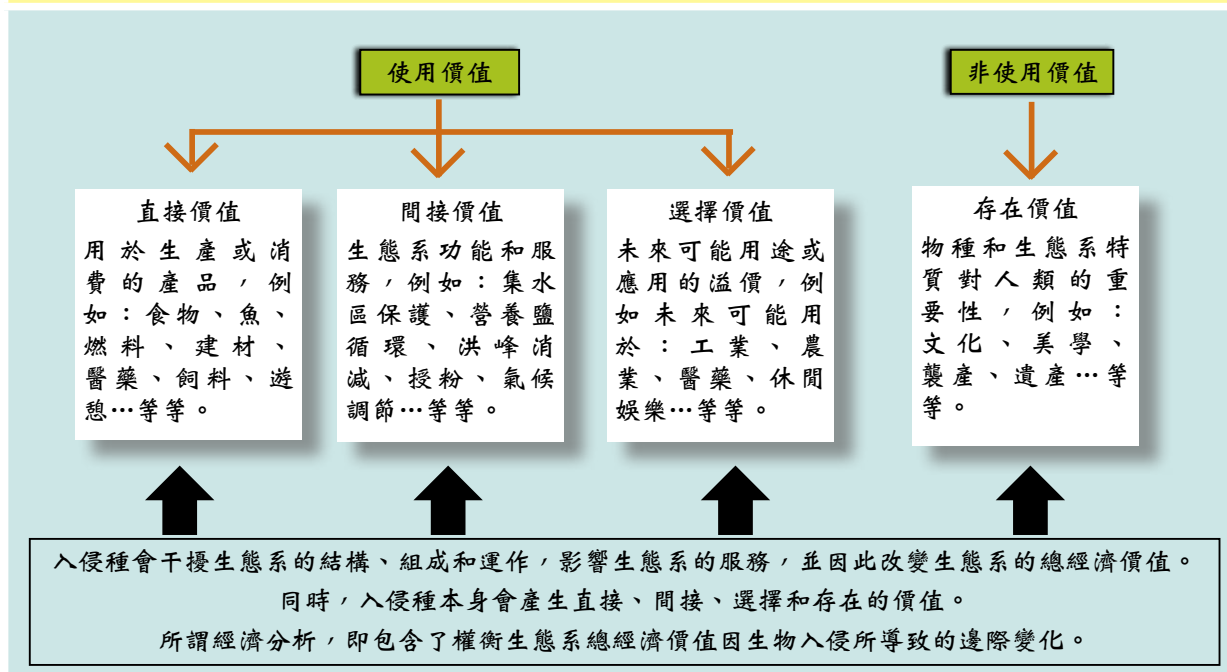 使用價值
非使用價值
直接價值
用於生產或消
費的產品，例
如：食物、魚、
燃料、建材、
醫藥、飼料、遊
憩…等等。
間接價值
生態系功能和服
務，例如：集水
區保護、營養鹽
循環、洪峰消
減、授粉、氣候
調節…等等。
選擇價值
未來可能用途或
應用的溢價，例
如未來可能用
於：工業、農
業、醫藥、休閒
娛樂…等等。
存在價值
物種和生態系特
質對人類的重
要性，例如：
文化、美學、
襲產、遺產…等
等。
入侵種會干擾生態系的結構、組成和運作，影響生態系的服務，並因此改變生態系的總經濟價值。
同時，入侵種本身會產生直接、間接、選擇和存在的價值。
所謂經濟分析，即包含了權衡生態系總經濟價值因生物入侵所導致的邊際變化。